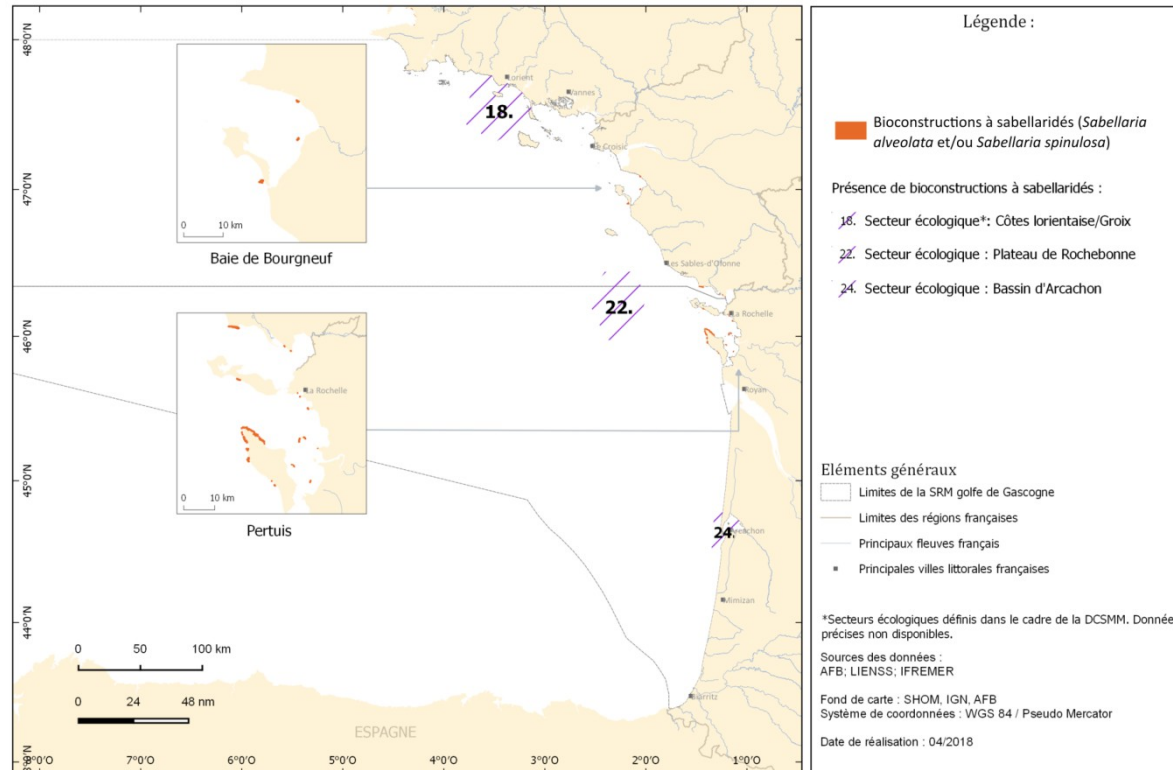 48°0'N
47°0'N
46°0'N
45°0'N
44°0'N
8°0'O
7°0'O
6°0'O
5°0'O
4°0'O
3°0'O
2°0'O
1°0'O
0 10 km
Baie de Bourgneuf
0 10 km
La Rochelle
Pertuis
Lorient
Vannes
Le Croisic
Les Sables-d'Olonne
La Rochelle
Royan
Arcachon
Mimizan
Biarritz
18.
22.
24.
0 50 100 km
0 24 48 nm
ESPAGNE
Légende :
Bioconstructions à sabellaridés (Sabellaria
alveolata et/ou Sabellaria spinulosa)
Présence de bioconstructions à sabellaridés :
18. Secteur écologique*: Côtes lorientaise/Groix
22. Secteur écologique : Plateau de Rochebonne
24. Secteur écologique : Bassin d'Arcachon
Eléments généraux
Limites de la SRM golfe de Gascogne
Limites des régions françaises
Principaux fleuves français
Principales villes littorales françaises
*Secteurs écologiques définis dans le cadre de la DCSMM. Donnée
précises non disponibles.
Sources des données :
AFB; LIENSS; IFREMER
Fond de carte : SHOM, IGN, AFB
Système de coordonnées : WGS 84 / Pseudo Mercator
Date de réalisation : 04/2018